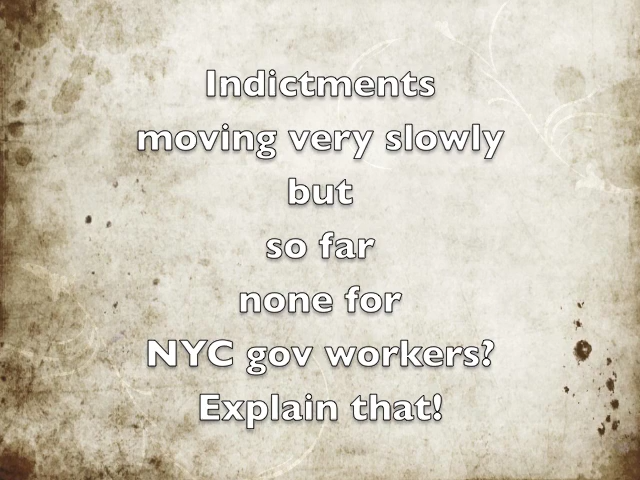 Indictments
moving very slowly
but
so far
none for
NYC gov workers?
Explain that!